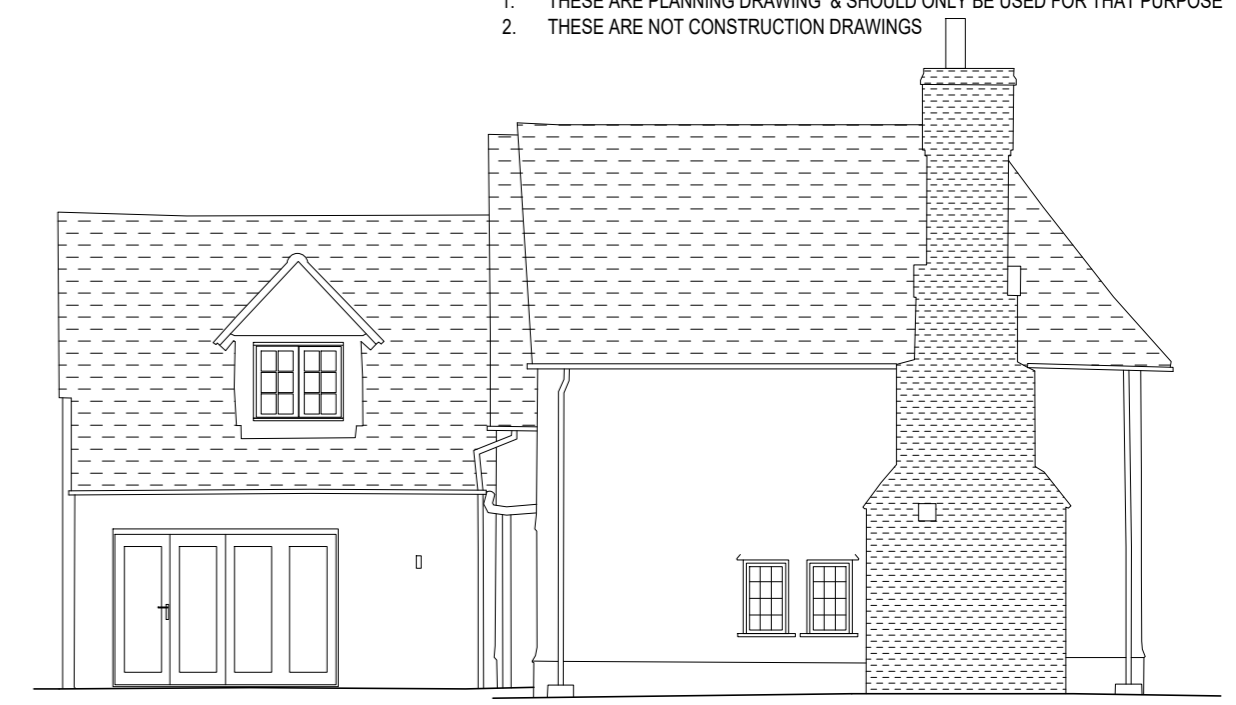 1. THESE ARE PLANNING DRAWING & SHOULD ONLY BE USED FOR THAT PURPOSE
2. THESE ARE NOT CONSTRUCTION DRAWINGS